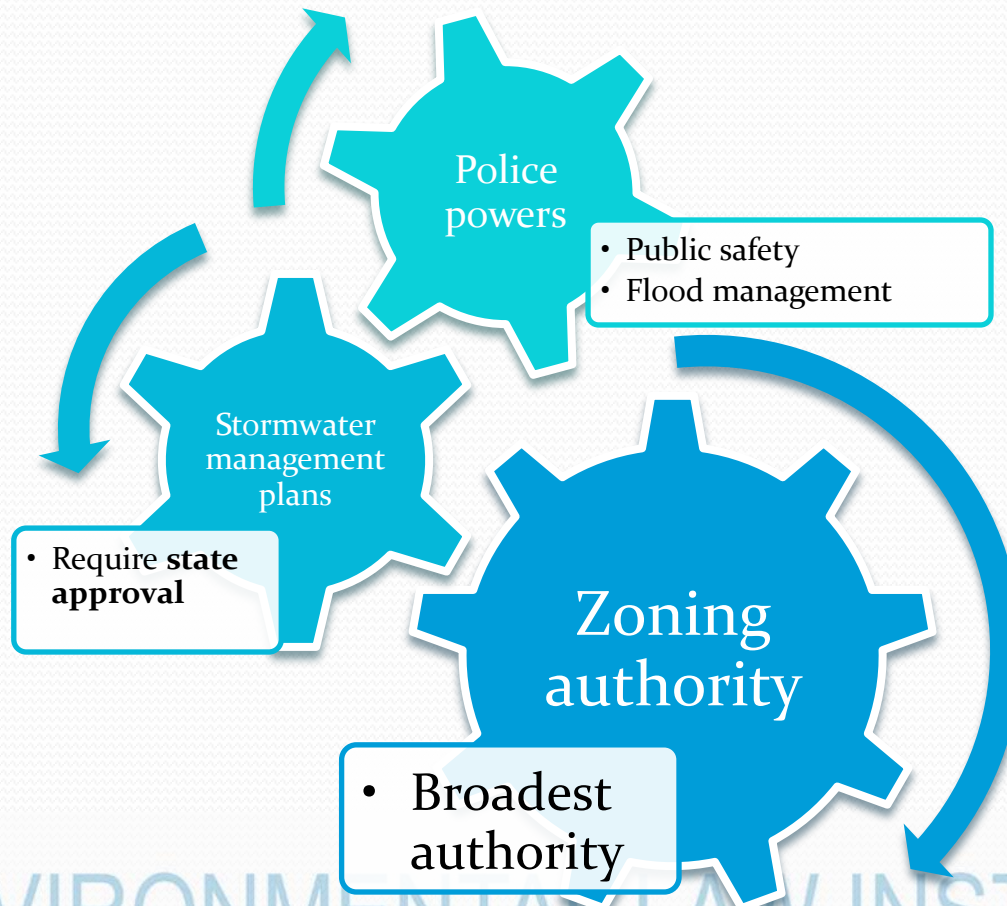 Police
powers
• Public safety
• Flood management
Stormwater
management
plans
• Require state
approval
Zoning
authority
• Broadest
authority